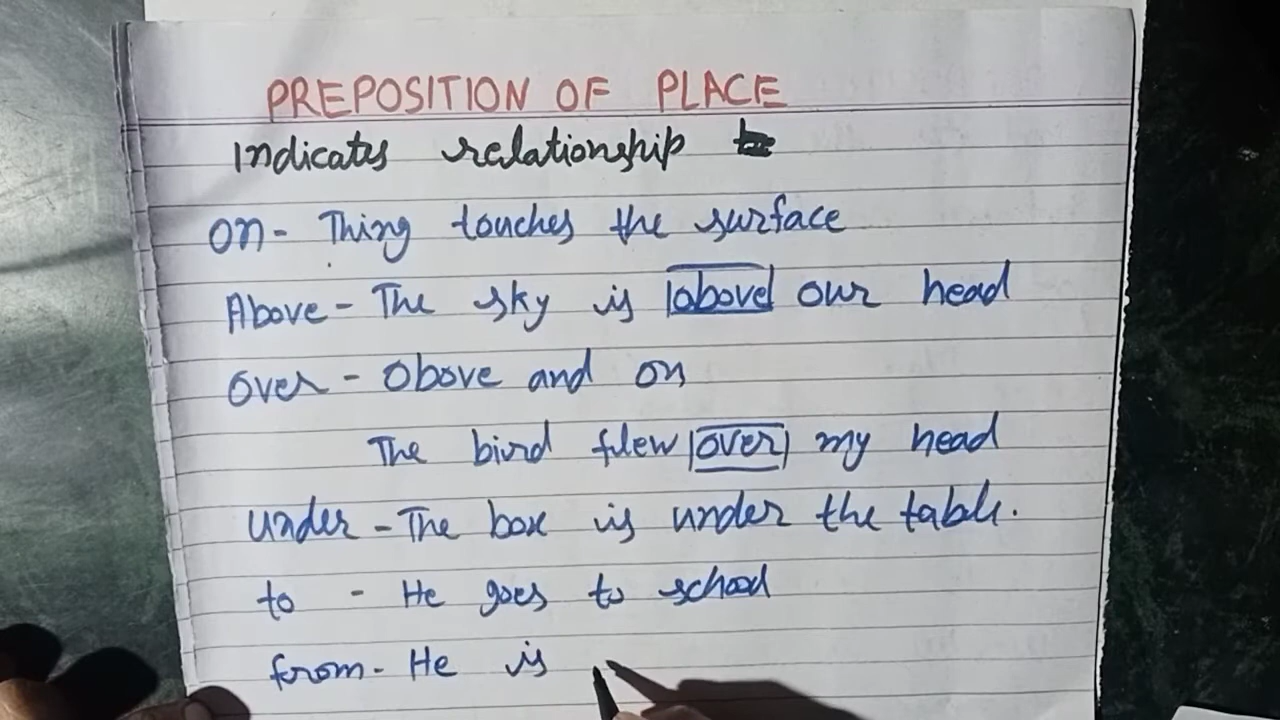 PREPOSITION OF PLACE
Indicates relationship
On - Thing touches the surface
Above - The sky is above our head
Over - Above and on
The bird flew over my head
Under - The box is under the table.
to - He goes to school
from - He is